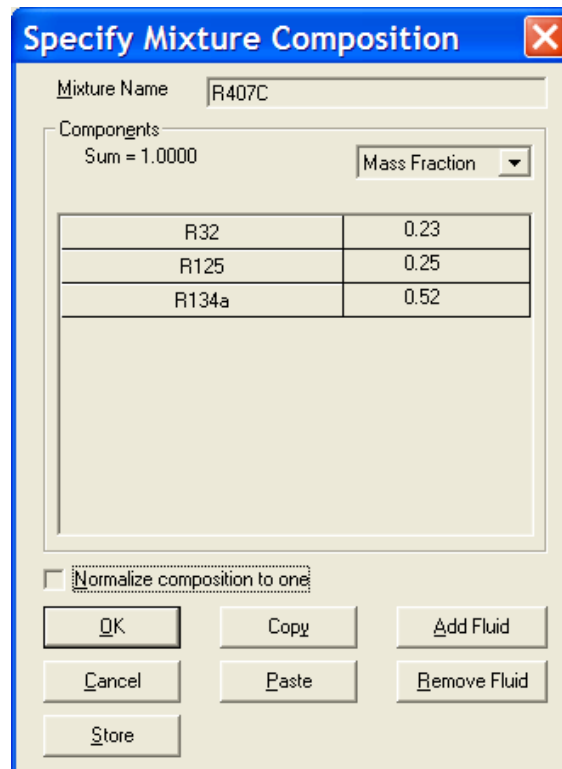 Specify Mixture Composition
Mixture Name R407C
Components
Sum = 1.0000 Mass Fraction
R32 0.23
R125 0.25
R134a 0.52
Normalize composition to one
OK Copy Add Fluid
Cancel Paste Remove Fluid
Store